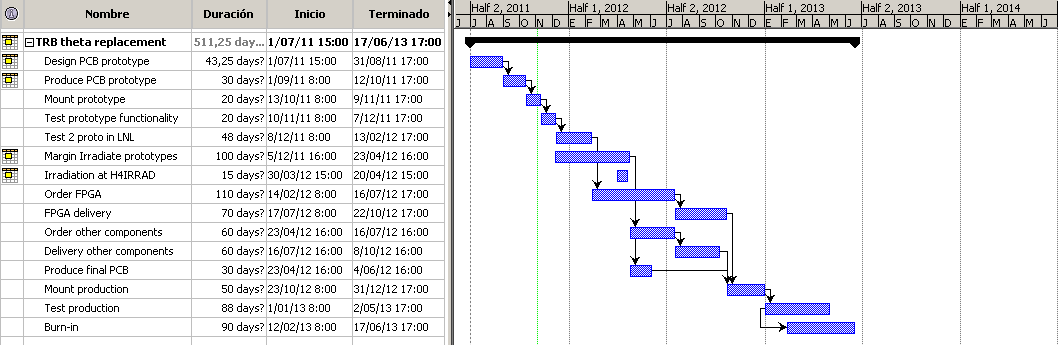 Nombre Duración Inicio Terminado
Half 2, 2011 Half 1, 2012 Half 2, 2012 Half 1, 2013 Half 2, 2013 Half 1, 2014
J J A S O N D J F M A M J J A S O N D J F M A M J J A S O N D J F M A M J J
TRB theta replacement 511,25 day... 1/07/11 15:00 17/06/13 17:00
Design PCB prototype 43,25 days? 1/07/11 15:00 31/08/11 17:00
Produce PCB prototype 30 days? 1/09/11 8:00 12/10/11 17:00
Mount prototype 20 days? 13/10/11 8:00 9/11/11 17:00
Test prototype functionality 20 days? 10/11/11 8:00 7/12/11 17:00
Test 2 proto in LNL 48 days? 8/12/11 8:00 13/02/12 17:00
Margin Irradiate prototypes 100 days? 5/12/11 16:00 23/04/12 16:00
Irradiation at H4IRRAD 15 days? 30/03/12 15:00 20/04/12 15:00
Order FPGA 110 days? 14/02/12 8:00 16/07/12 17:00
FPGA delivery 70 days? 17/07/12 8:00 22/10/12 17:00
Order other components 60 days? 23/04/12 16:00 16/07/12 16:00
Delivery other components 60 days? 16/07/12 16:00 8/10/12 16:00
Produce final PCB 30 days? 23/04/12 16:00 4/06/12 16:00
Mount production 50 days? 23/10/12 8:00 31/12/12 17:00
Test production 88 days? 1/01/13 8:00 2/05/13 17:00
Burn-in 90 days? 12/02/13 8:00 17/06/13 17:00